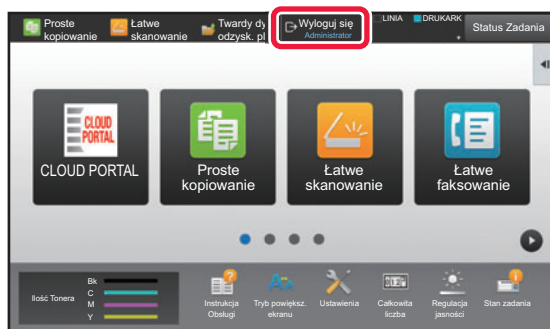 Proste
kopiowanie
Łatwe
skanowanie
Twardy dy
odzysk. pl
Wyloguj się
Administrator
LINIA
DRUKARK
Status Zadania
CLOUD
PORTAL
CLOUD PORTAL
Proste
kopiowanie
Łatwe
skanowanie
Łatwe
faksowanie
Ilość Tonera
Bk
C
M
Y
Instrukcja
Obsługi
Tryb powiększ.
ekranu
Ustawienia
Całkowita
liczba
Regulacja
jasności
Stan zadania